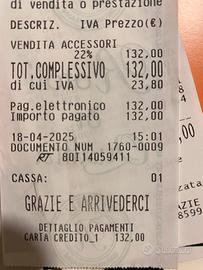 di vendita o prestazione
DESCRIZ. IVA Prezzo(€)
VENDITA ACCESSORI
22% 132,00
TOT.COMPLESSIVO 132,00
di cui IVA 23,80
Pag.elettronico 132,00
Importo pagato 132,00
18-04-2025 15:01
DOCUMENTO NUM. 1760-0009
RT 80I14059411
CASSA: 01
GRAZIE E ARRIVEDERCI
DETTAGLIO PAGAMENTI
CARTA CREDITO_1 132,00